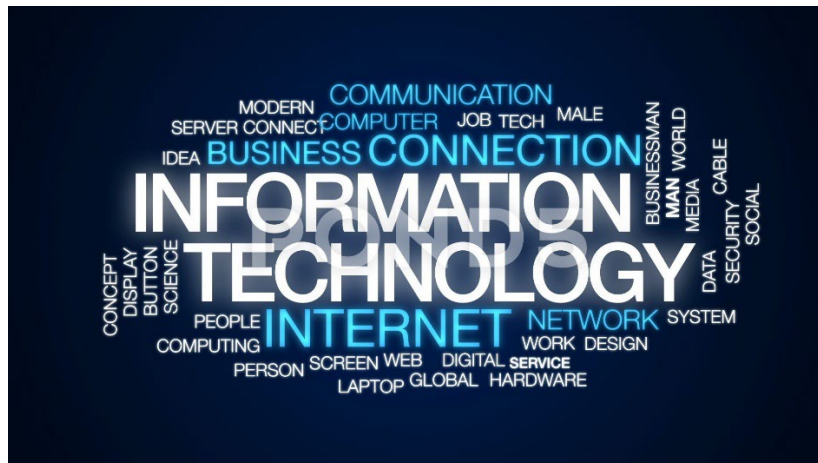 COMMUNICATION
MODERN
COMPUTER JOB TECH MALE
SERVER CONNECT
IDEA BUSINESS CONNECTION
BUSINESSMAN
MAN WORLD
MEDIA
CABLE
SECURITY
SOCIAL
DATA
INFORMATION
POND5
TECHNOLOGY
CONCEPT
DISPLAY
BUTTON
SCIENCE
PEOPLE INTERNET NETWORK SYSTEM
COMPUTING
WORK DESIGN
PERSON SCREEN WEB DIGITAL SERVICE
LAPTOP GLOBAL HARDWARE